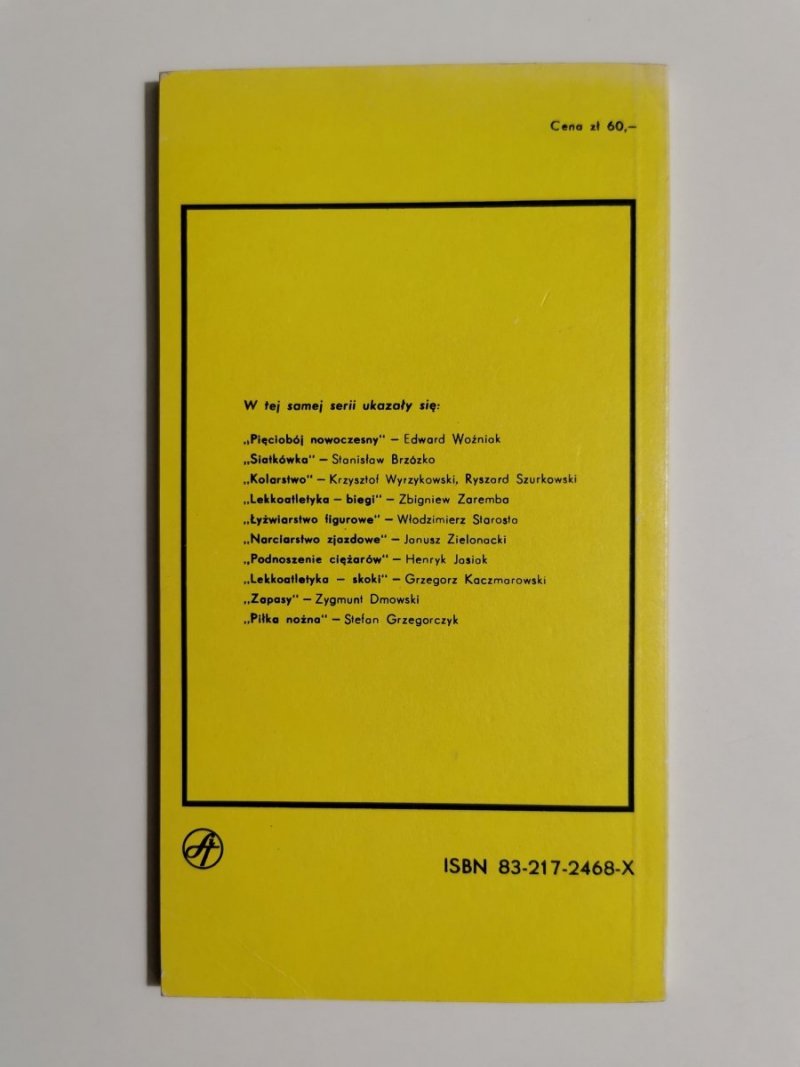 Cena zł 60,—
W tej samej serii ukazały się:
„Pięciobój nowoczesny" — Edward Woźniak
„Siatkówka" — Stanisław Brzózko
„Kolarstwo" — Krzysztof Wyrzykowski, Ryszard Szurkowski
„Lekkoatletyka — biegi" — Zbigniew Zaremba
„Łyżwiarstwo figurowe" — Włodzimierz Starosta
„Narciarstwo zjazdowe" — Janusz Zielonacki
„Podnoszenie ciężarów" — Henryk Jasiak
„Lekkoatletyka — skoki" — Grzegorz Kaczmarowski
„Zapasy" — Zygmunt Dmowski
„Piłka nożna" — Stefan Grzegorczyk
ISBN 83-217-2468-X